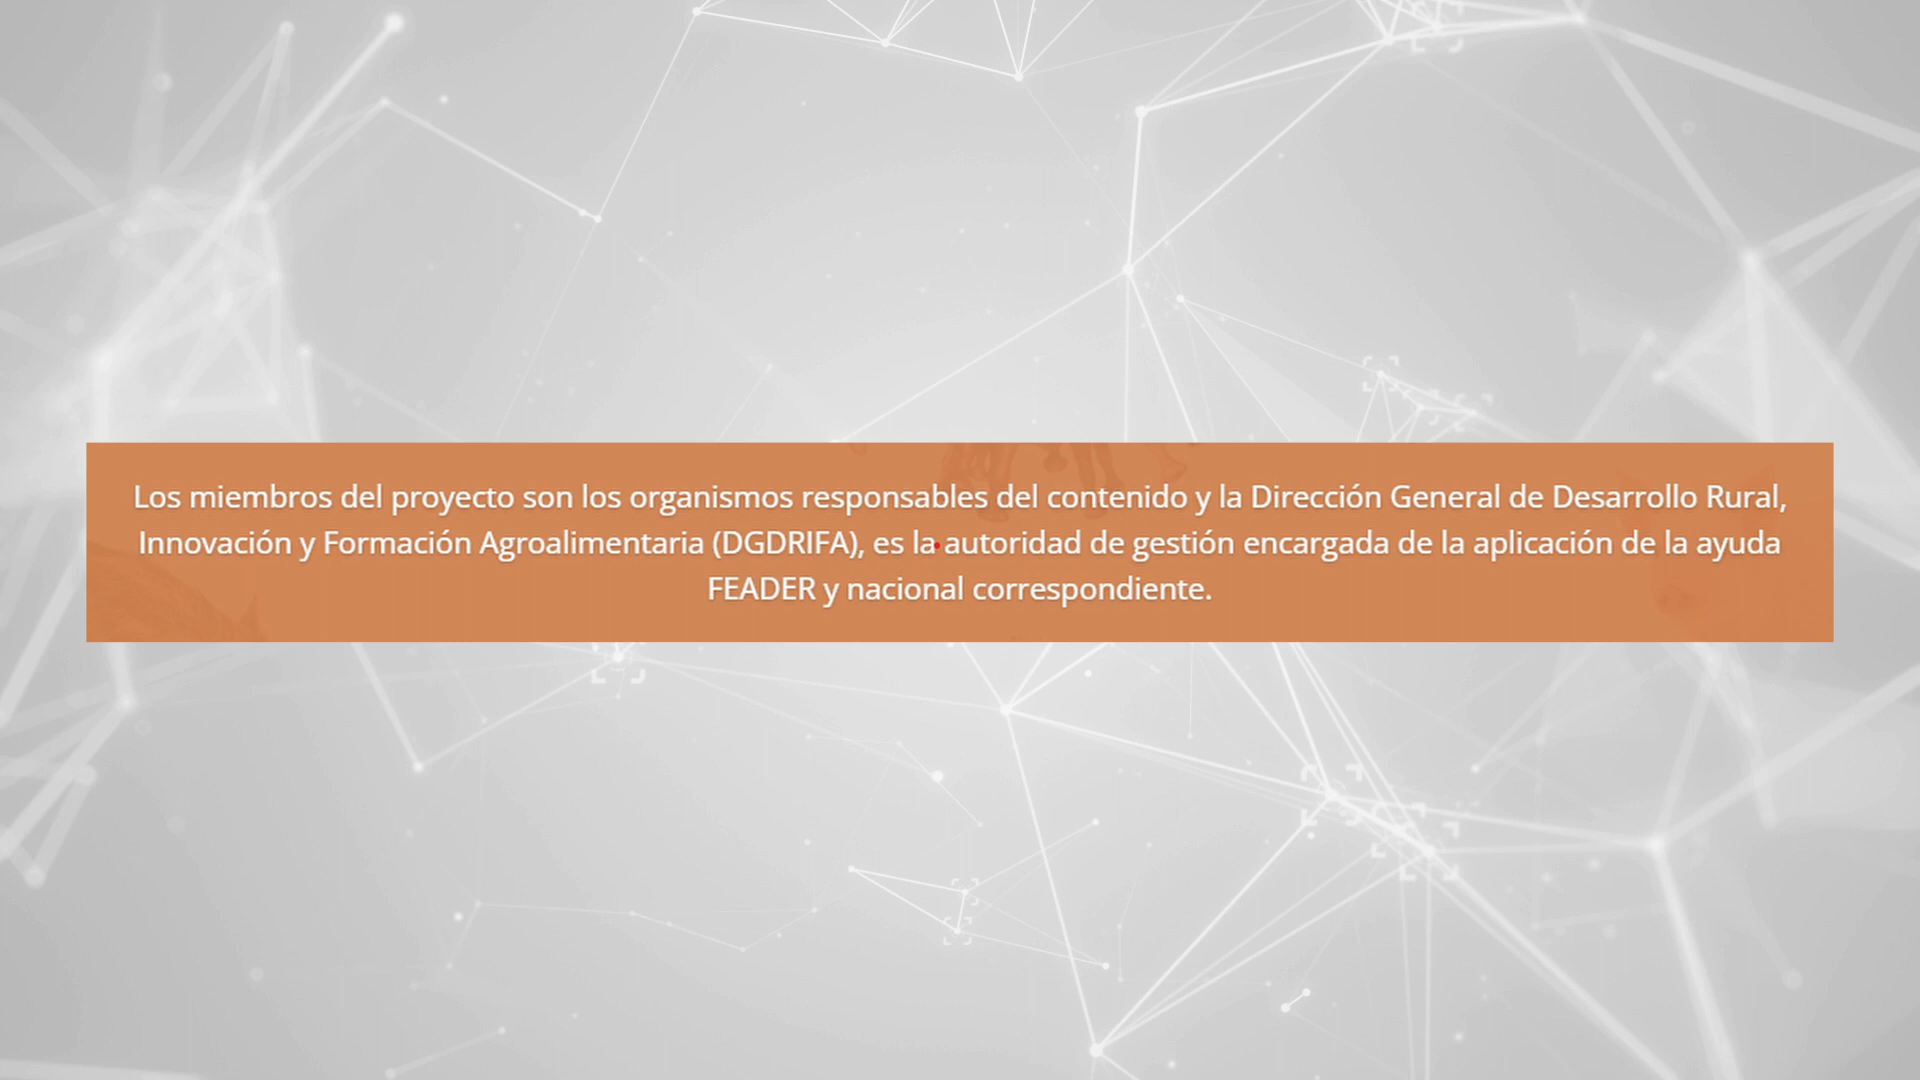 Los miembros del proyecto son los organismos responsables del contenido y la Dirección General de Desarrollo Rural,
Innovación y Formación Agroalimentaria (DGDRIFA), es la autoridad de gestión encargada de la aplicación de la ayuda
FEADER y nacional correspondiente.